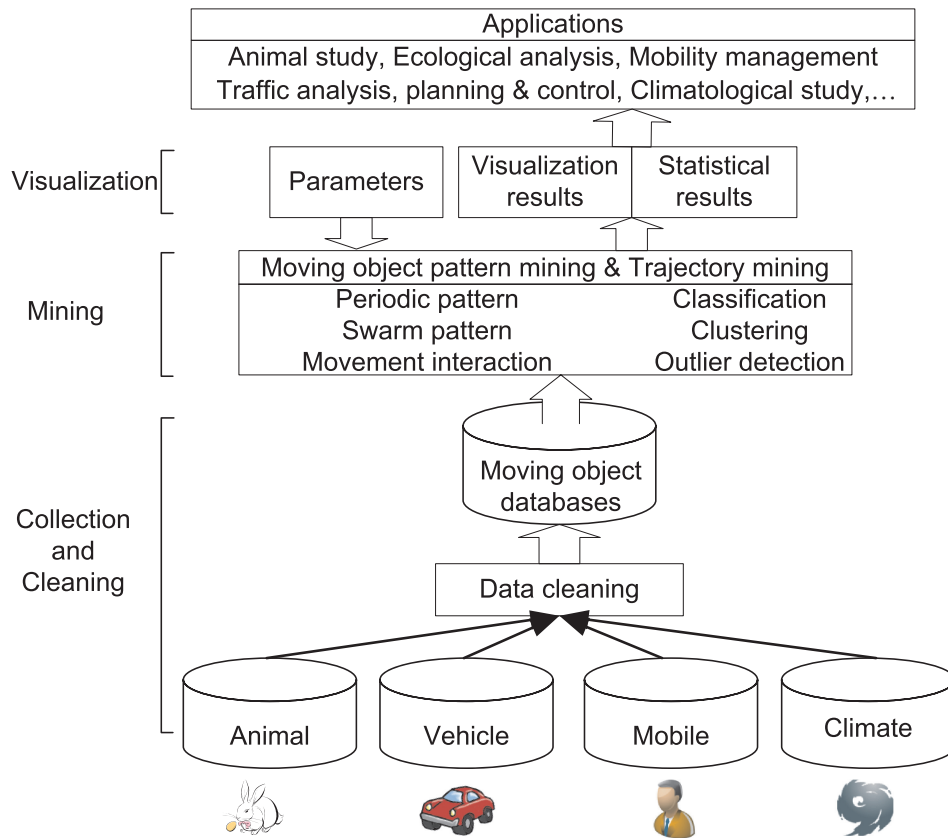 Applications
Animal study, Ecological analysis, Mobility management
Traffic analysis, planning & control, Climatological study,…
Visualization
Parameters
Visualization
results
Statistical
results
Mining
Moving object pattern mining & Trajectory mining
Periodic pattern
Swarm pattern
Movement interaction
Classification
Clustering
Outlier detection
Collection
and
Cleaning
Moving object
databases
Data cleaning
Animal
Vehicle
Mobile
Climate